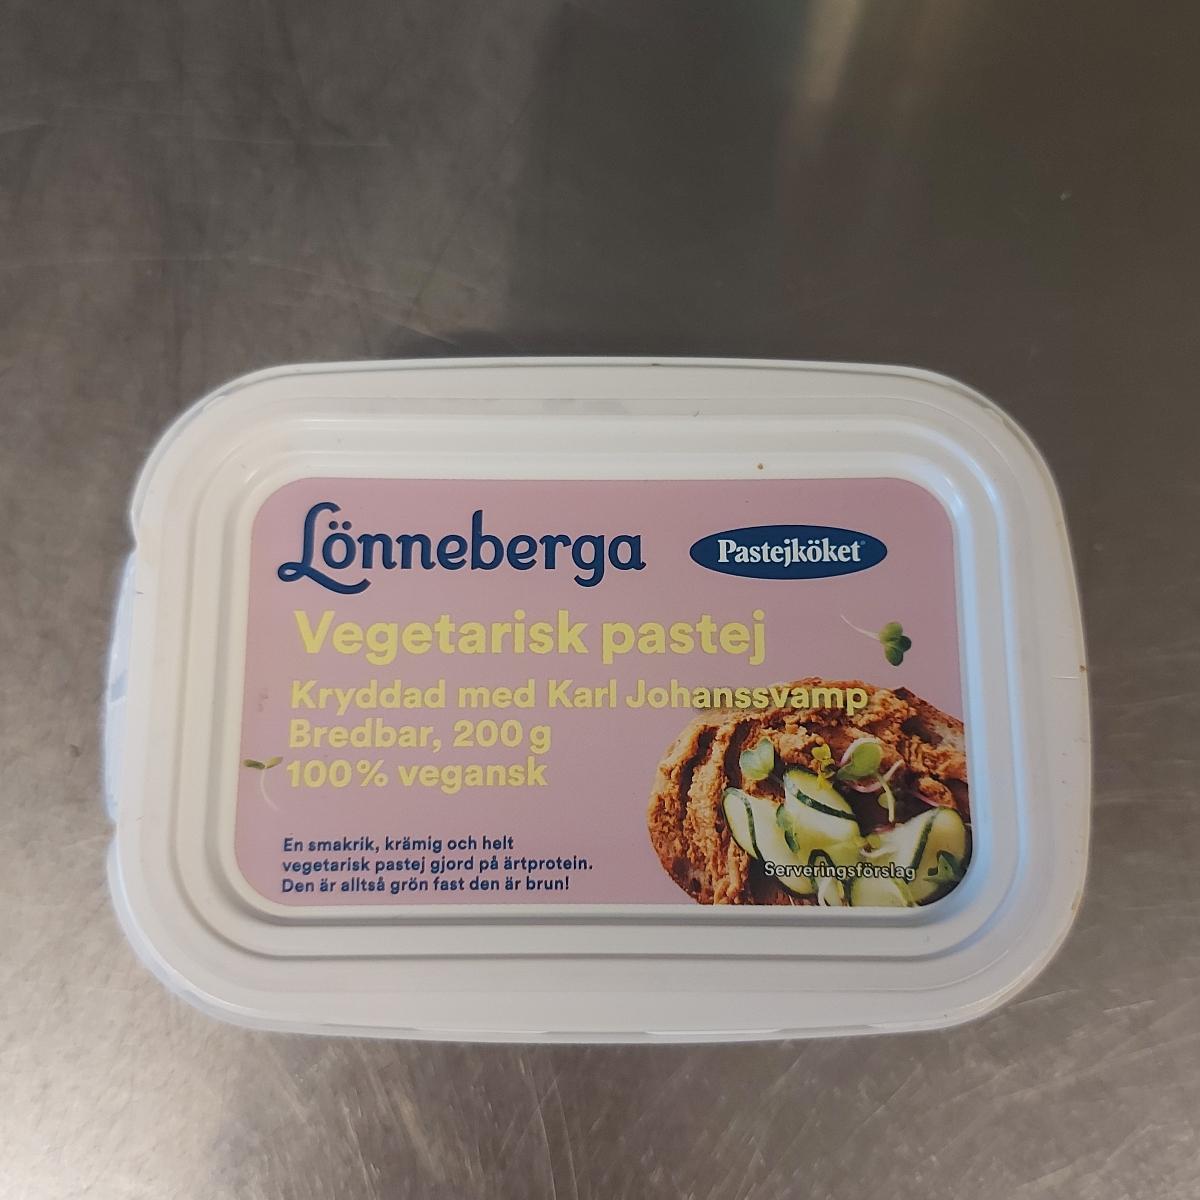 Lönneberga
Pastejköket
Vegetarisk pastej
Kryddad med Karl Johanssvamp
Bredbar, 200 g
100% vegansk
En smakrik, krämig och helt
vegetarisk pastej gjord på ärtprotein.
Den är alltså grön fast den är brun!
Serveringsförslag